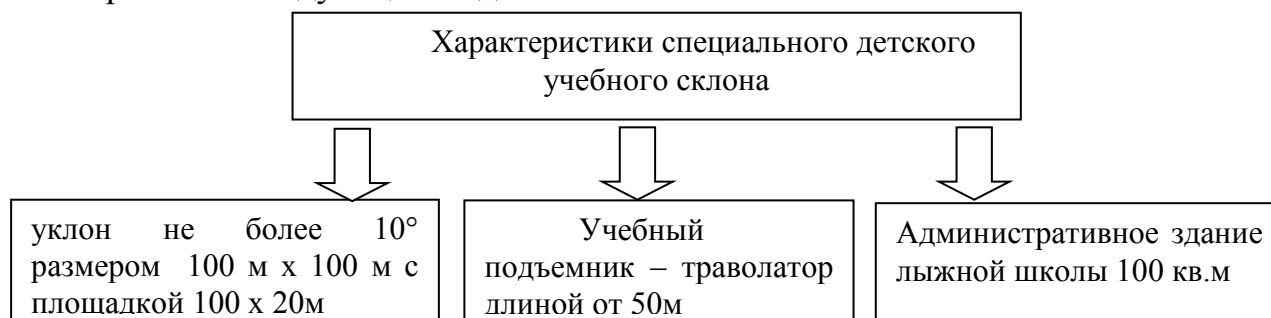 Характеристики специального детского
учебного склона
уклон не более 10°
размером 100 м х 100 м с
площадкой 100 х 20м
Учебный
подъемник – траволатор
длиной от 50м
Административное здание
лыжной школы 100 кв.м